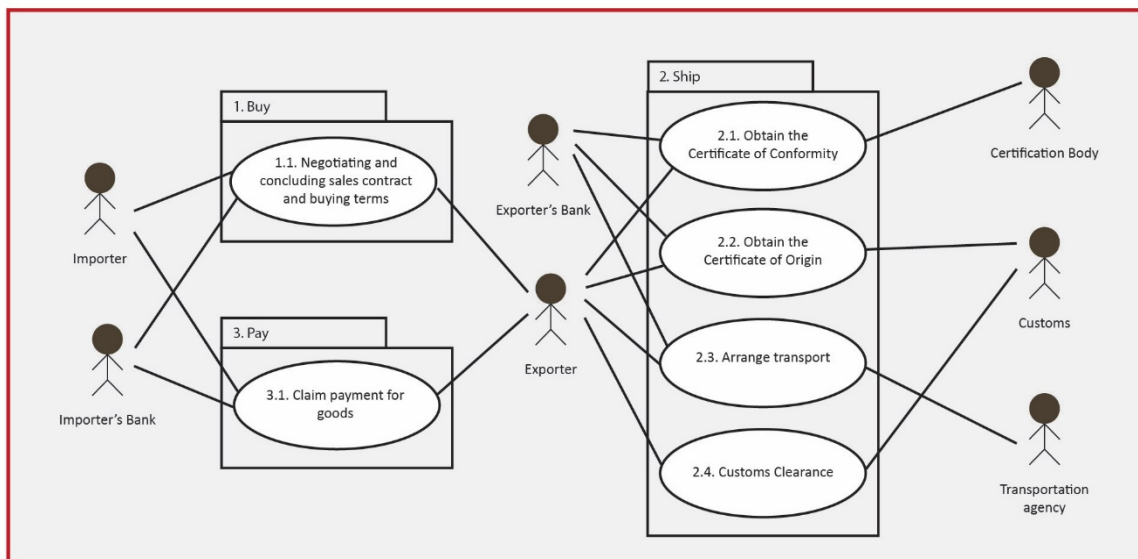 1. Buy
1.1. Negotiating and
concluding sales contract
and buying terms
Importer
3. Pay
3.1. Claim payment for
goods
Importer’s Bank
Exporter’s Bank
Exporter
2. Ship
2.1. Obtain the
Certificate of Conformity
2.2. Obtain the
Certificate of Origin
2.3. Arrange transport
2.4. Customs Clearance
Certification Body
Customs
Transportation
agency